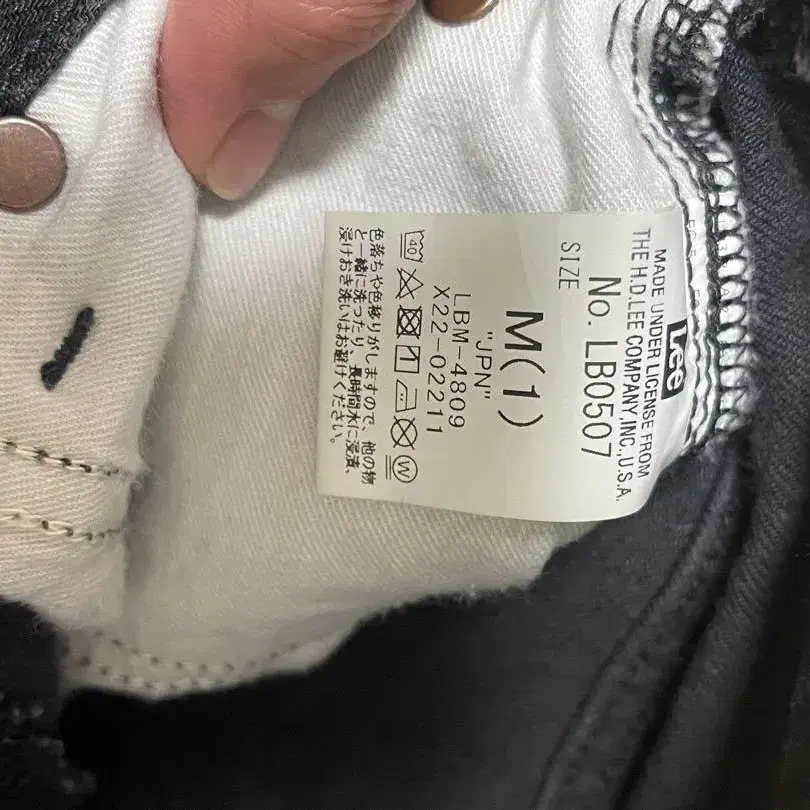 Lee
MADE UNDER LICENSE FROM
THE H.D.LEE COMPANY,INC.,U.S.A.
No. LB0507
SIZE
M(1)
"JPN"
LBM-4809
X22-02211
40
W
色落ちや色移りがしますので、他の物
と一緒に洗ったり、長時間水に浸漬、
浸けおき洗いはお避けください。